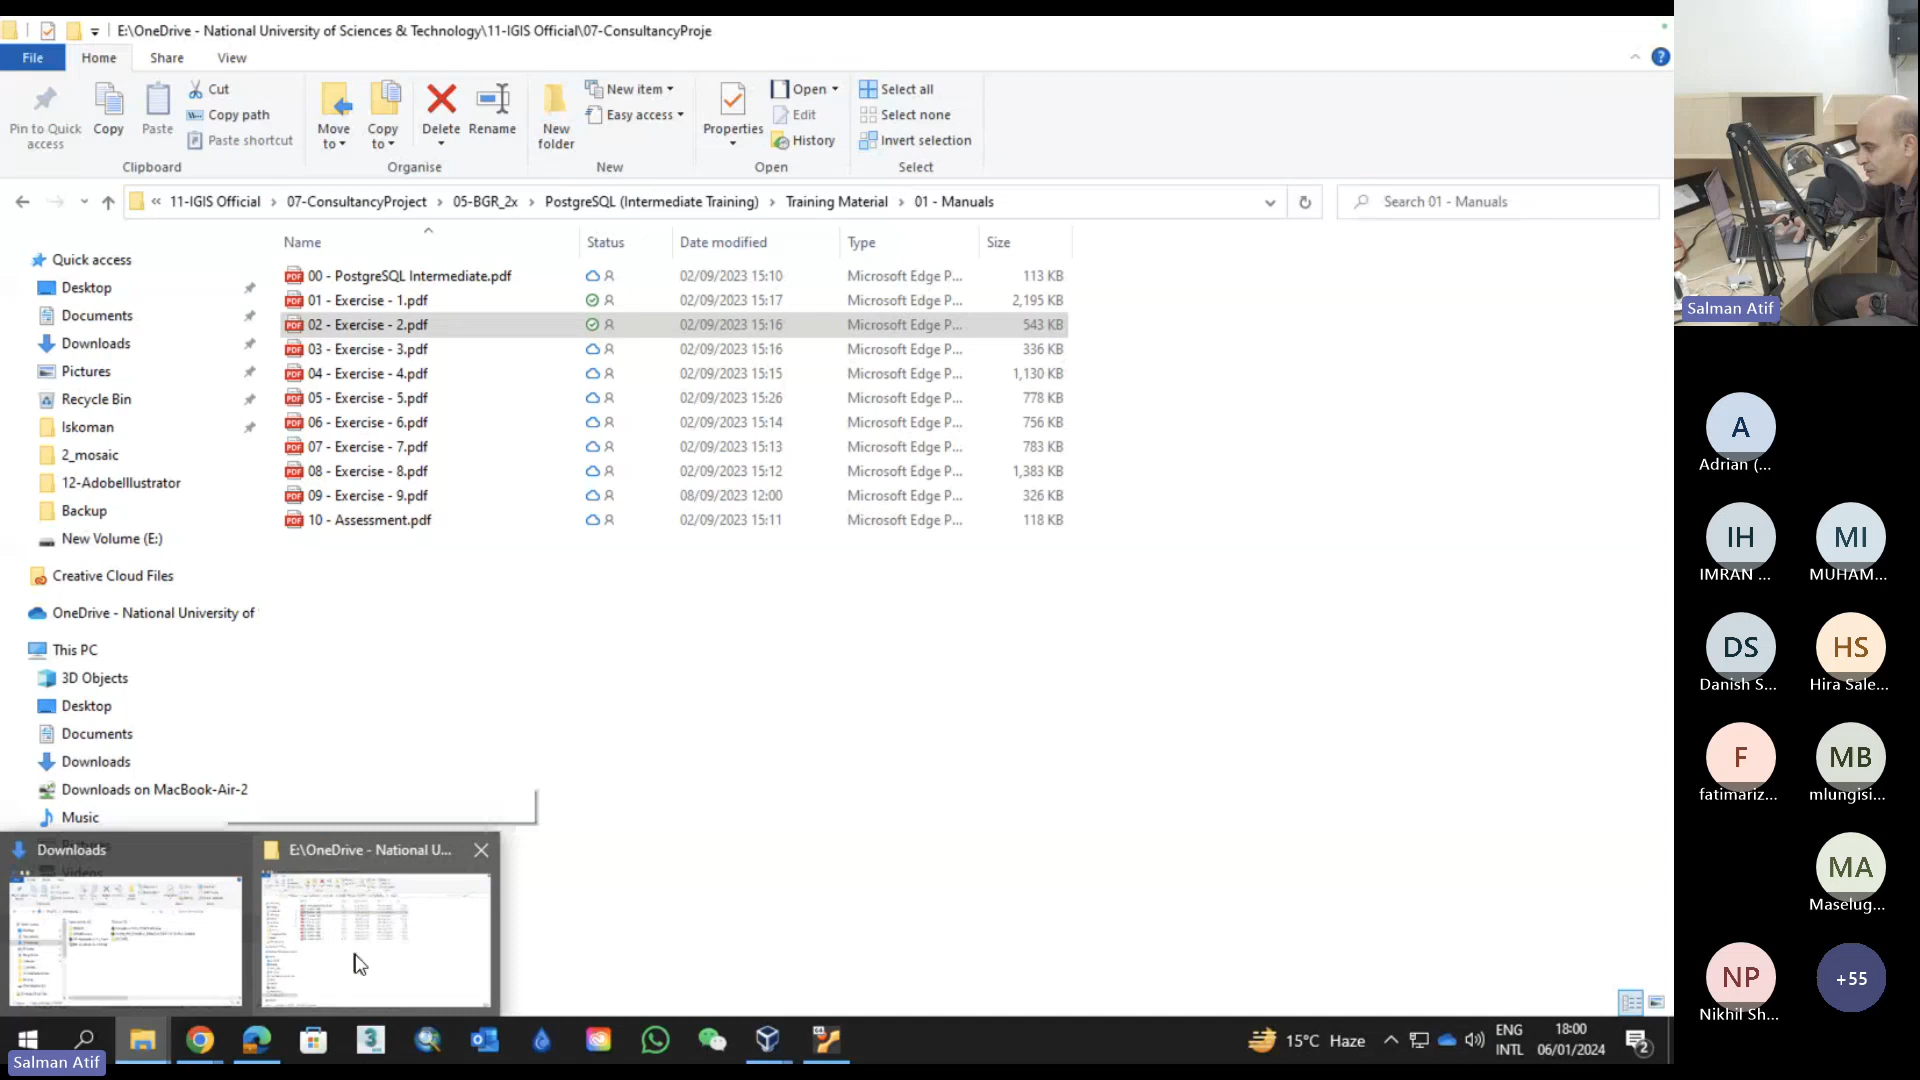 E:\OneDrive - National University of Sciences & Technology\11-IGIS Official\07-ConsultancyProje
File Home Share View
Pin to Quick access
Copy
Paste
Cut
Copy path
Paste shortcut
Clipboard
Move to
Copy to
Delete
Rename
Organise
New folder
New item
Easy access
New
Properties
Open
Edit
History
Open
Select all
Select none
Invert selection
Select
« 11-IGIS Official › 07-ConsultancyProject › 05-BGR_2x › PostgreSQL (Intermediate Training) › Training Material › 01 - Manuals
Search 01 - Manuals
Name Status Date modified Type Size
00 - PostgreSQL Intermediate.pdf 02/09/2023 15:10 Microsoft Edge P... 113 KB
01 - Exercise - 1.pdf 02/09/2023 15:17 Microsoft Edge P... 2,195 KB
02 - Exercise - 2.pdf 02/09/2023 15:16 Microsoft Edge P... 543 KB
03 - Exercise - 3.pdf 02/09/2023 15:16 Microsoft Edge P... 336 KB
04 - Exercise - 4.pdf 02/09/2023 15:15 Microsoft Edge P... 1,130 KB
05 - Exercise - 5.pdf 02/09/2023 15:26 Microsoft Edge P... 778 KB
06 - Exercise - 6.pdf 02/09/2023 15:14 Microsoft Edge P... 756 KB
07 - Exercise - 7.pdf 02/09/2023 15:13 Microsoft Edge P... 783 KB
08 - Exercise - 8.pdf 02/09/2023 15:12 Microsoft Edge P... 1,383 KB
09 - Exercise - 9.pdf 08/09/2023 12:00 Microsoft Edge P... 326 KB
10 - Assessment.pdf 02/09/2023 15:11 Microsoft Edge P... 118 KB
Quick access
Desktop
Documents
Downloads
Pictures
Recycle Bin
Iskoman
2_mosaic
12-AdobeIllustrator
Backup
New Volume (E:)
Creative Cloud Files
OneDrive - National University of
This PC
3D Objects
Desktop
Documents
Downloads
Downloads on MacBook-Air-2
Music
Downloads
E:\OneDrive - National U...
15°C Haze
ENG
INTL
18:00
06/01/2024
2
Salman Atif
Salman Atif
A
Adrian (...
IH
IMRAN ...
MI
MUHAM...
DS
Danish S...
HS
Hira Sale...
F
fatimariz...
MB
mlungisi...
MA
Maselug...
NP
Nikhil Sh...
+55